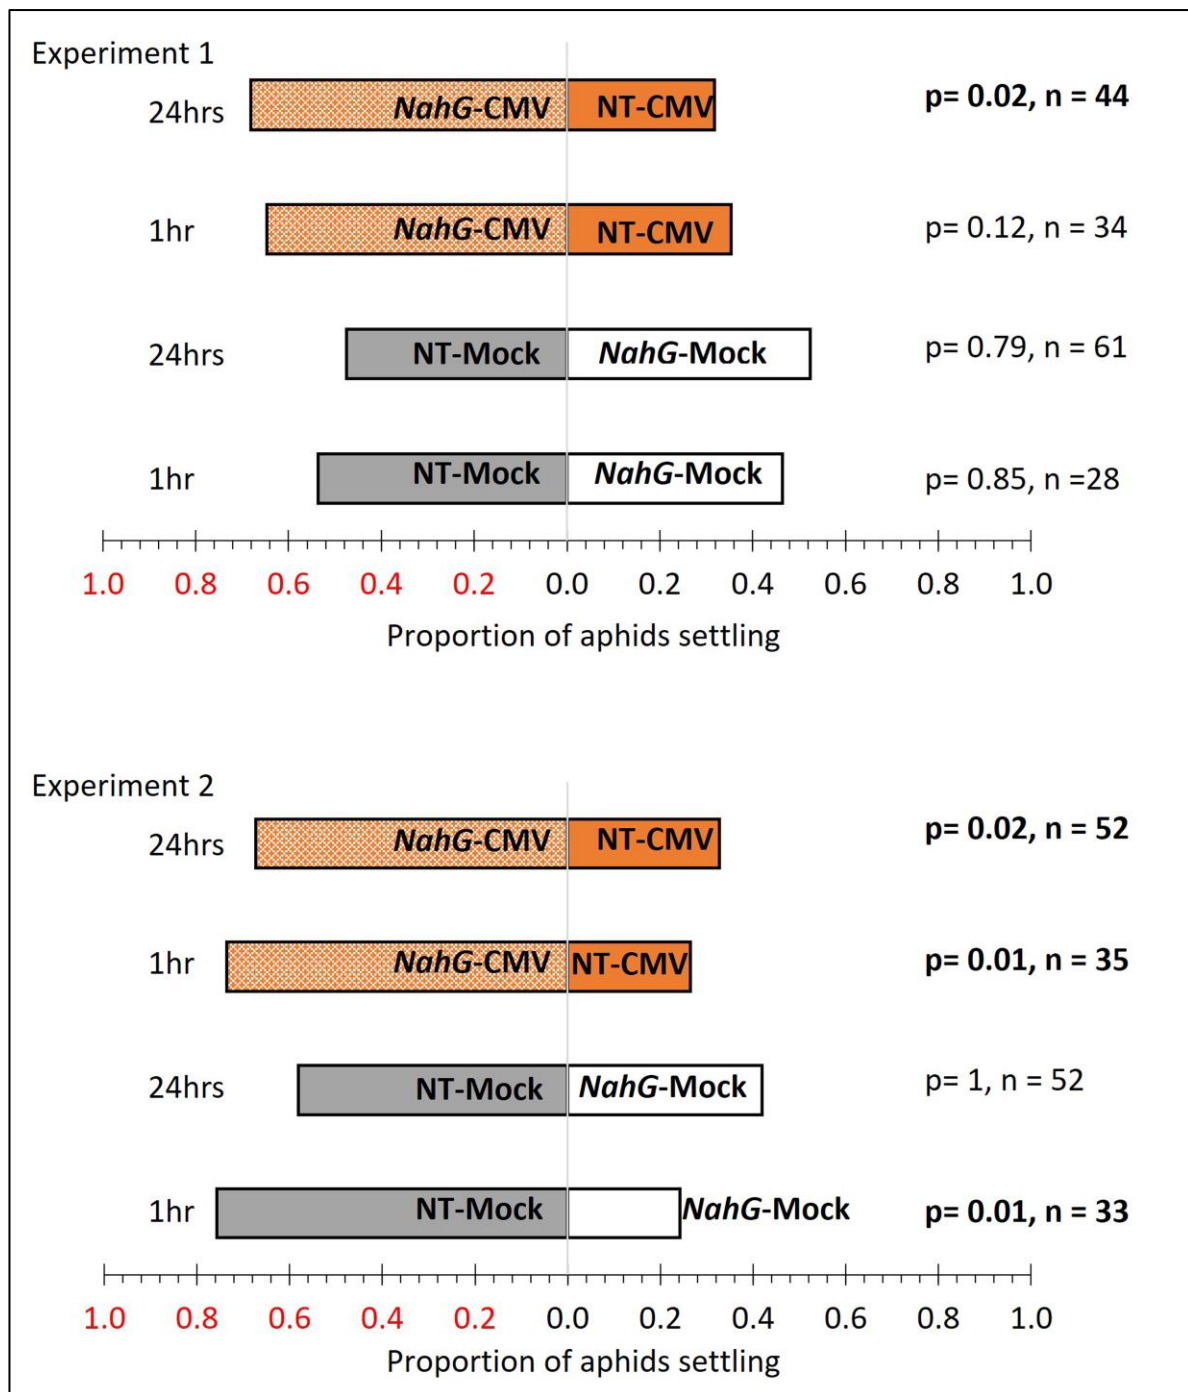 Experiment 1
24hrs NahG-CMV NT-CMV p= 0.02, n = 44
1hr NahG-CMV NT-CMV p= 0.12, n = 34
24hrs NT-Mock NahG-Mock p= 0.79, n = 61
1hr NT-Mock NahG-Mock p= 0.85, n =28
1.0 0.8 0.6 0.4 0.2 0.0 0.2 0.4 0.6 0.8 1.0
Proportion of aphids settling
Experiment 2
24hrs NahG-CMV NT-CMV p= 0.02, n = 52
1hr NahG-CMV NT-CMV p= 0.01, n = 35
24hrs NT-Mock NahG-Mock p= 1, n = 52
1hr NT-Mock NahG-Mock p= 0.01, n = 33
1.0 0.8 0.6 0.4 0.2 0.0 0.2 0.4 0.6 0.8 1.0
Proportion of aphids settling